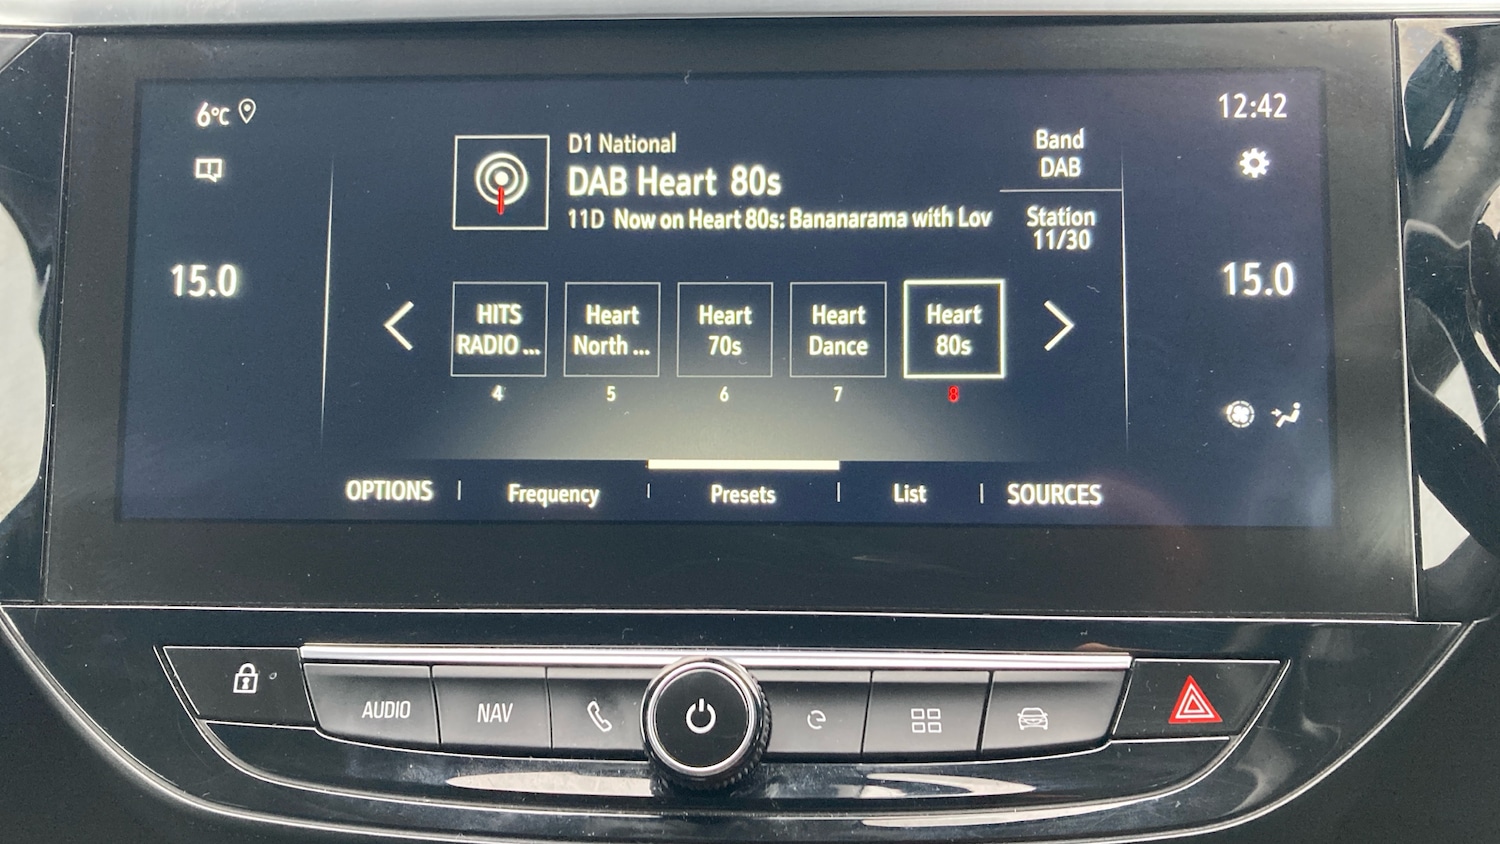 6°C
12:42
D1 National
DAB Heart 80s
11D Now on Heart 80s: Bananarama with Lov
Band
DAB
Station
11/30
15.0
15.0
HITS
RADIO ...
Heart
North ...
Heart
70s
Heart
Dance
Heart
80s
4
5
6
7
8
OPTIONS
Frequency
Presets
List
SOURCES
AUDIO
NAV